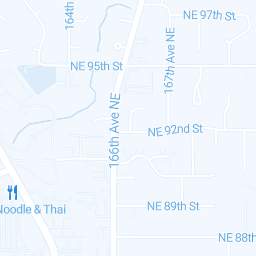 NE 97th St
164th
NE 95th St
167th Ave NE
166th Ave NE
NE 92nd St
Noodle & Thai
NE 89th St
NE 88th